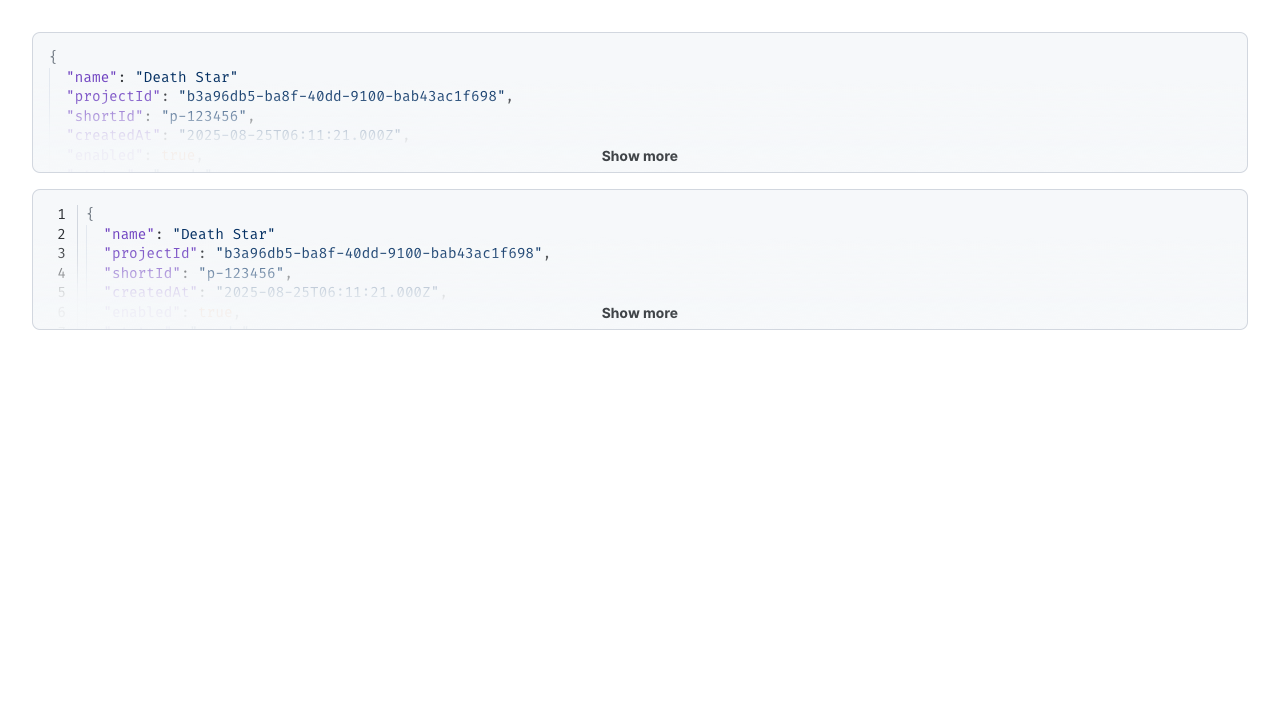 {
"name": "Death Star"
"projectId": "b3a96db5-ba8f-40dd-9100-bab43ac1f698",
"shortId": "p-123456",
"createdAt": "2025-08-25T06:11:21.000Z",
"enabled": true,
Show more
1 {
2 "name": "Death Star"
3 "projectId": "b3a96db5-ba8f-40dd-9100-bab43ac1f698",
4 "shortId": "p-123456",
5 "createdAt": "2025-08-25T06:11:21.000Z",
6 "enabled": true,
Show more